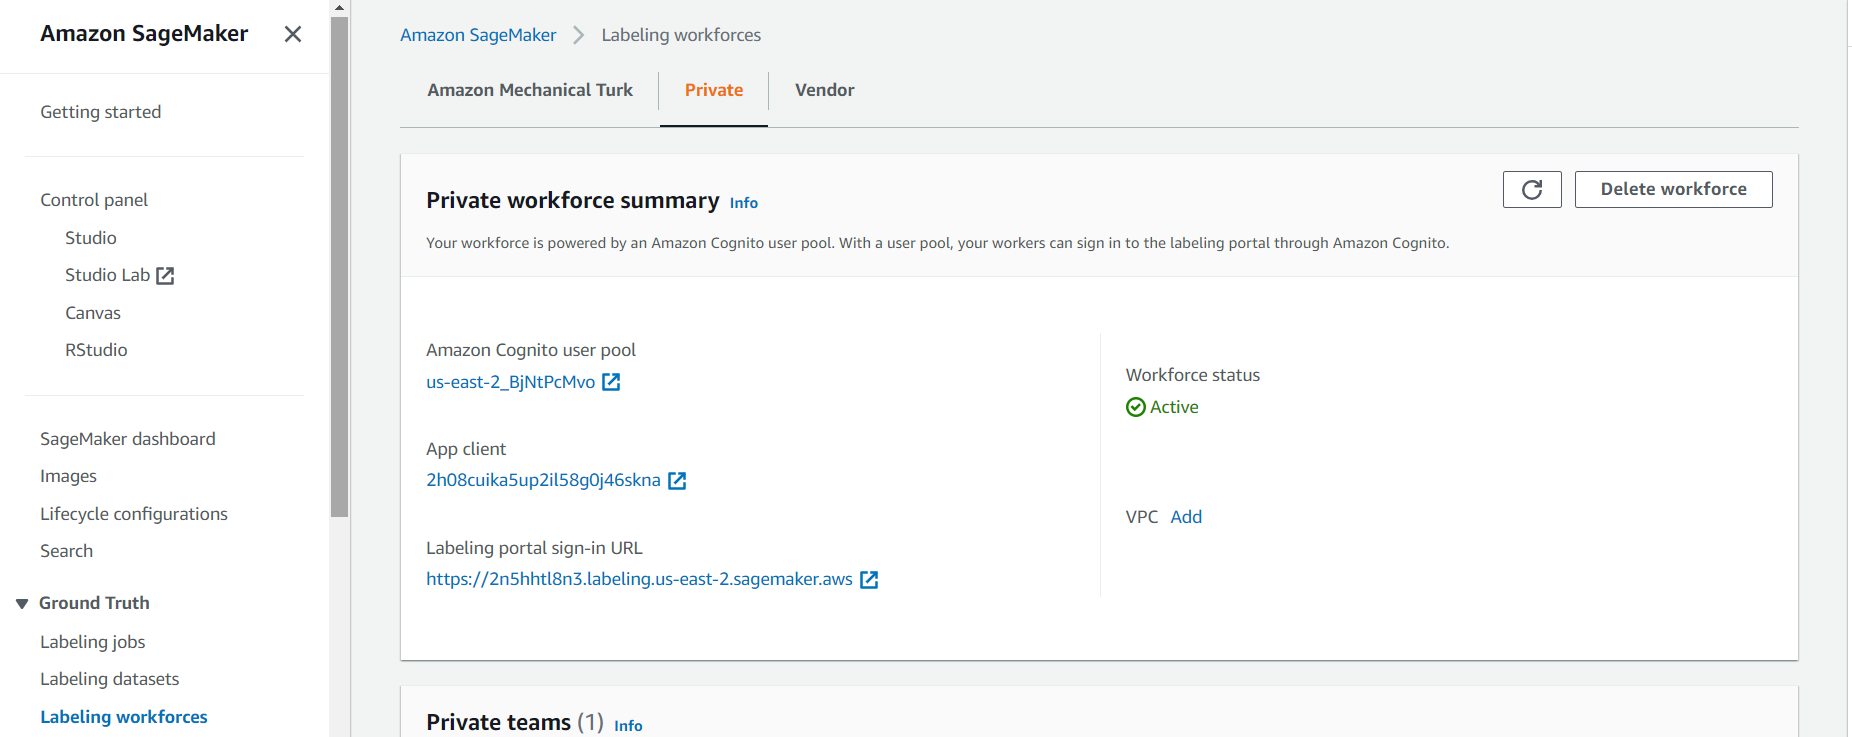 Amazon SageMaker
Getting started
Control panel
Studio
Studio Lab
Canvas
RStudio
SageMaker dashboard
Images
Lifecycle configurations
Search
Ground Truth
Labeling jobs
Labeling datasets
Labeling workforces
Amazon SageMaker Labeling workforces
Amazon Mechanical Turk Private Vendor
Private workforce summary Info
Delete workforce
Your workforce is powered by an Amazon Cognito user pool. With a user pool, your workers can sign in to the labeling portal through Amazon Cognito.
Amazon Cognito user pool
us-east-2_BjNtPcMvo
App client
2h08cuika5up2il58g0j46skna
Labeling portal sign-in URL
https://2n5hhtl8n3.labeling.us-east-2.sagemaker.aws
Workforce status
Active
VPC Add
Private teams (1) Info